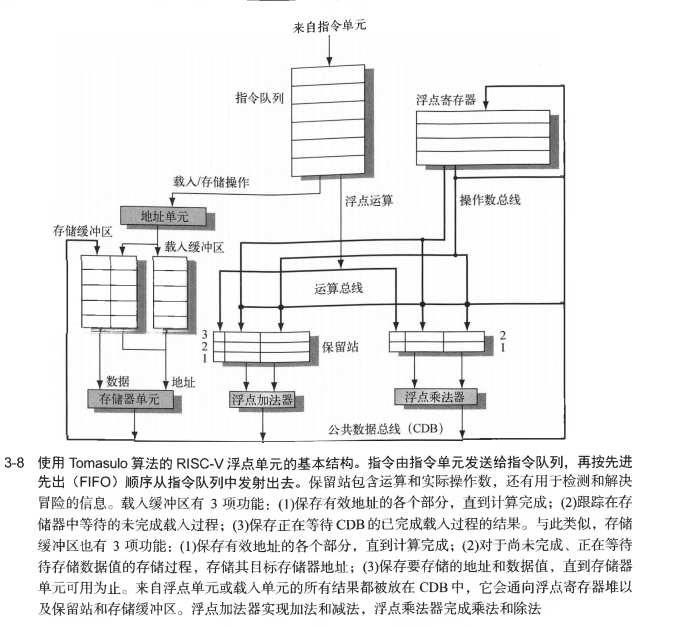 来自指令单元
指令队列
浮点寄存器
载入/存储操作
浮点运算
操作数总线
地址单元
存储缓冲区
载入缓冲区
运算总线
3
2
1
保留站
2
1
数据
地址
存储器单元
浮点加法器
浮点乘法器
公共数据总线（CDB）
3-8 使用 Tomasulo 算法的 RISC-V 浮点单元的基本结构。指令由指令单元发送给指令队列，再按先进
先出（FIFO）顺序从指令队列中发射出去。保留站包含运算和实际操作数，还有用于检测和解决
冒险的信息。载入缓冲区有 3 项功能：(1)保存有效地址的各个部分，直到计算完成；(2)跟踪在存
储器中等待的未完成载入过程；(3)保存正在等待 CDB 的已完成载入过程的结果。与此类似，存储
缓冲区也有 3 项功能：(1)保存有效地址的各个部分，直到计算完成；(2)对于尚未完成、正在等待
待存储数据值的存储过程，存储其目标存储器地址；(3)保存要存储的地址和数据值，直到存储器
单元可用为止。来自浮点单元或载入单元的所有结果都被放在 CDB 中，它会通向浮点寄存器堆以
及保留站和存储缓冲区。浮点加法器实现加法和减法，浮点乘法器完成乘法和除法